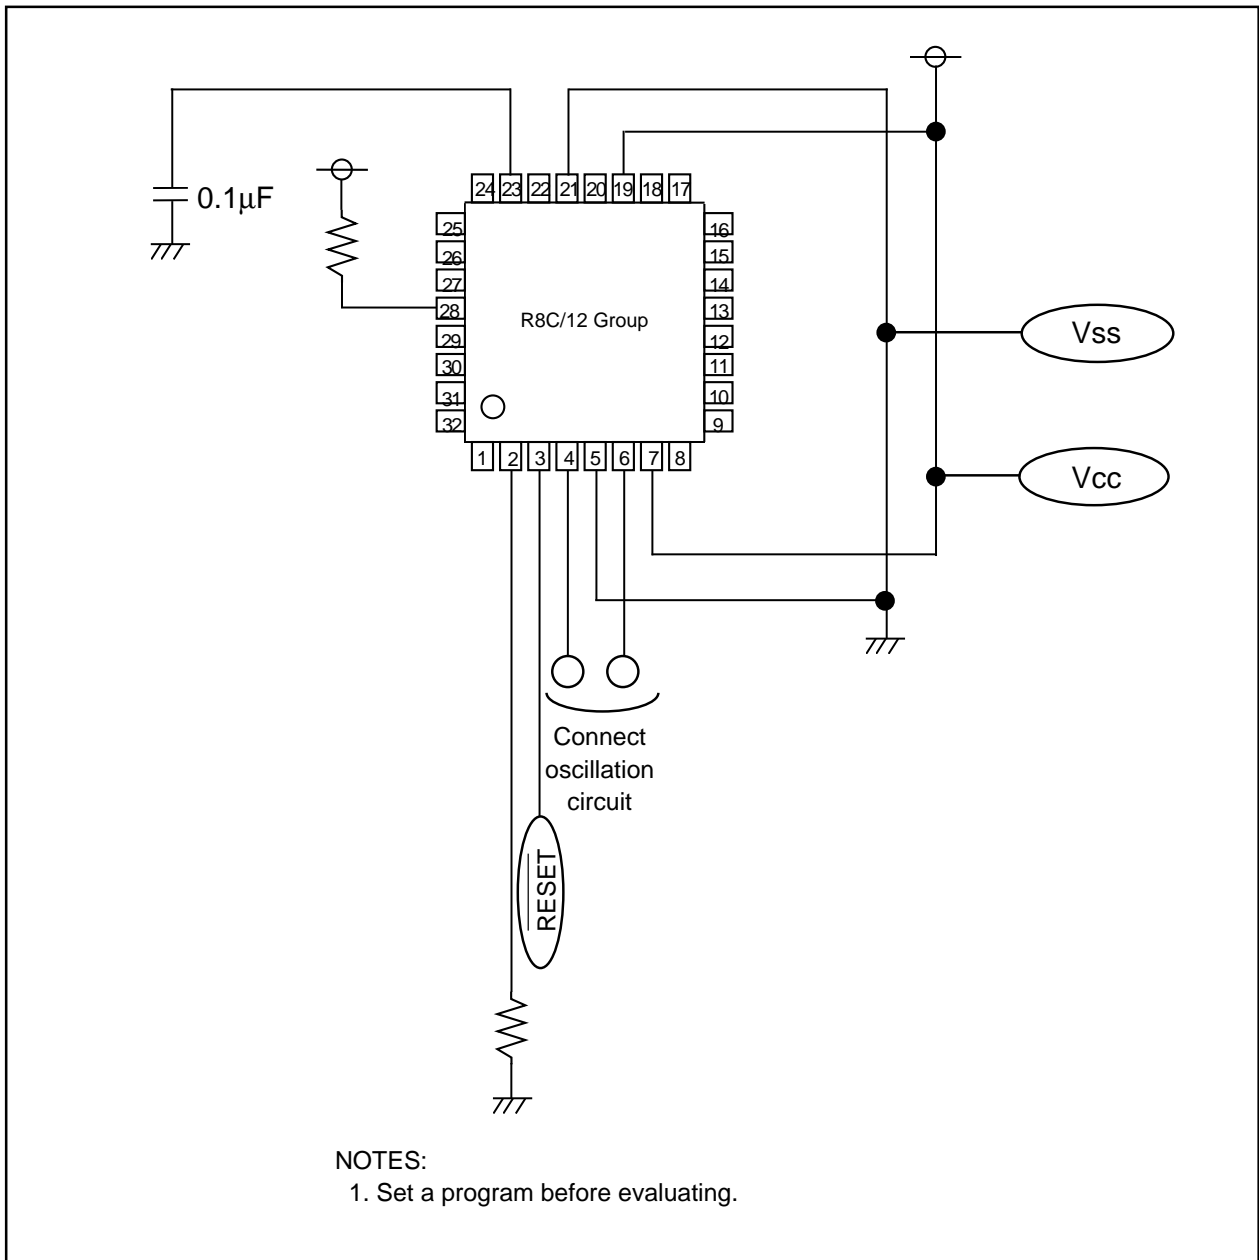 0.1μF
24 23 22 21 20 19 18 17
25
26
27
28
29
30
31
32
R8C/12 Group
16
15
14
13
12
11
10
9
1 2 3 4 5 6 7 8
Vss
Vcc
Connect
oscillation
circuit
RESET
NOTES:
1. Set a program before evaluating.